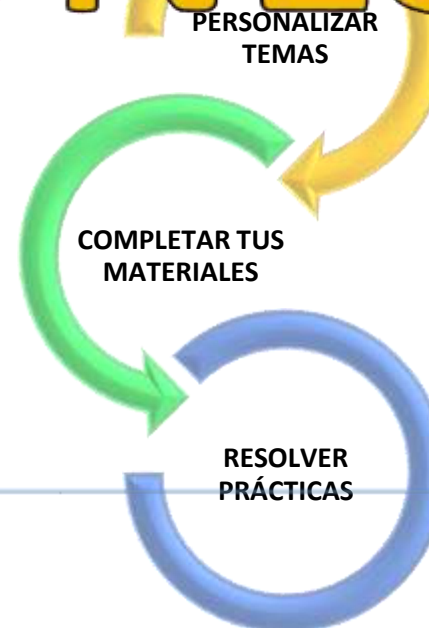 PERSONALIZAR
TEMAS
COMPLETAR TUS
MATERIALES
RESOLVER
PRÁCTICAS